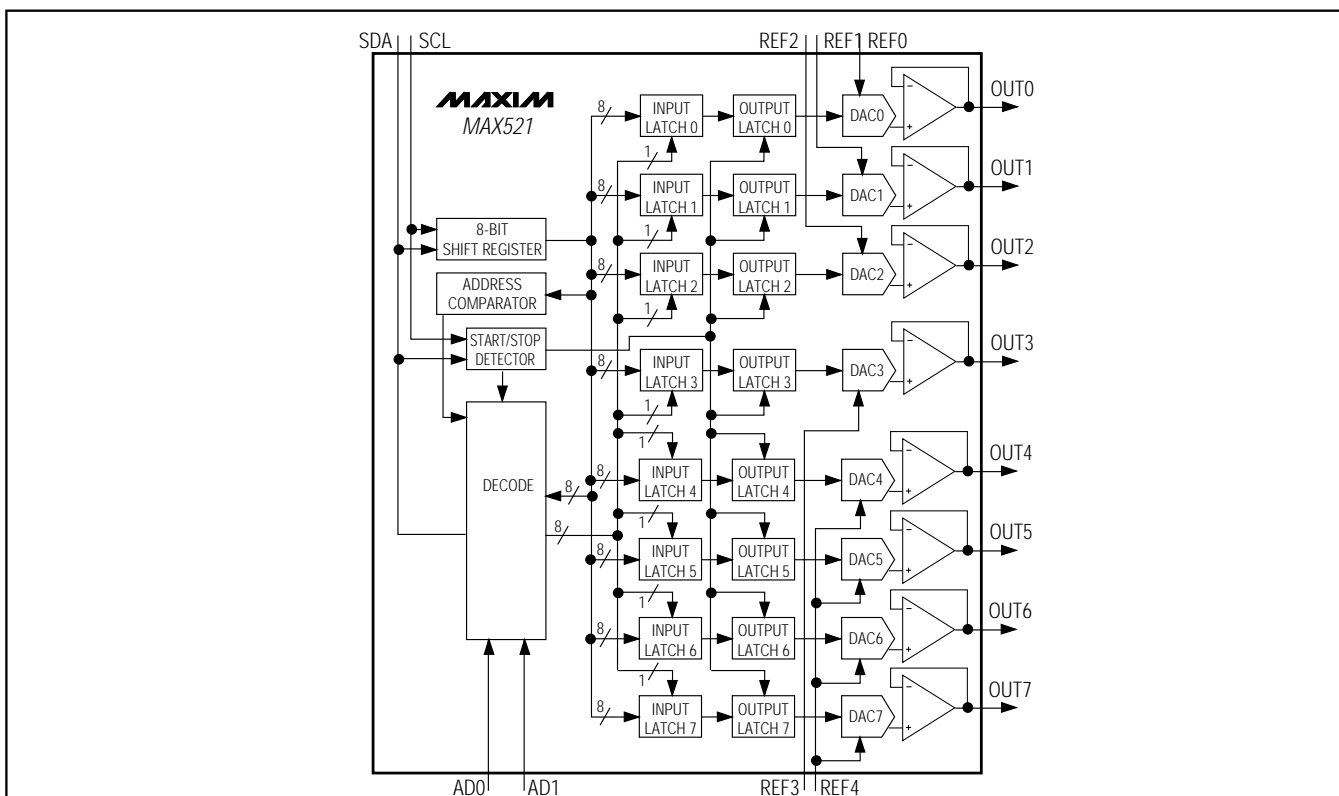 SDA SCL REF2 REF1 REF0
MAXIM
MAX521
8 INPUT LATCH 0 OUTPUT LATCH 0 DAC0 - + OUT0
1
8 INPUT LATCH 1 OUTPUT LATCH 1 DAC1 - + OUT1
1
8-BIT
SHIFT REGISTER
8 INPUT LATCH 2 OUTPUT LATCH 2 DAC2 - + OUT2
1
ADDRESS
COMPARATOR
START/STOP
DETECTOR
8 INPUT LATCH 3 OUTPUT LATCH 3 DAC3 - + OUT3
1
1
8 INPUT LATCH 4 OUTPUT LATCH 4 DAC4 - + OUT4
DECODE
8
8
1
8 INPUT LATCH 5 OUTPUT LATCH 5 DAC5 - + OUT5
1
8 INPUT LATCH 6 OUTPUT LATCH 6 DAC6 - + OUT6
1
8 INPUT LATCH 7 OUTPUT LATCH 7 DAC7 - + OUT7
AD0 AD1 REF3 REF4